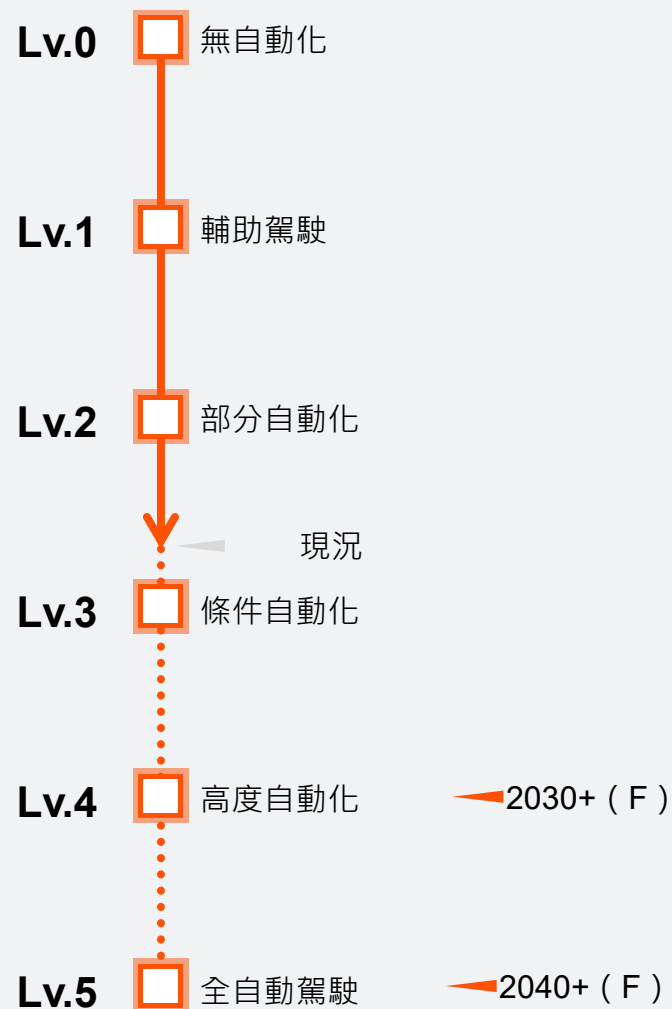 Lv.0 無自動化
Lv.1 輔助駕駛
Lv.2 部分自動化
現況
Lv.3 條件自動化
Lv.4 高度自動化 2030+ ( F )
Lv.5 全自動駕駛 2040+ ( F )